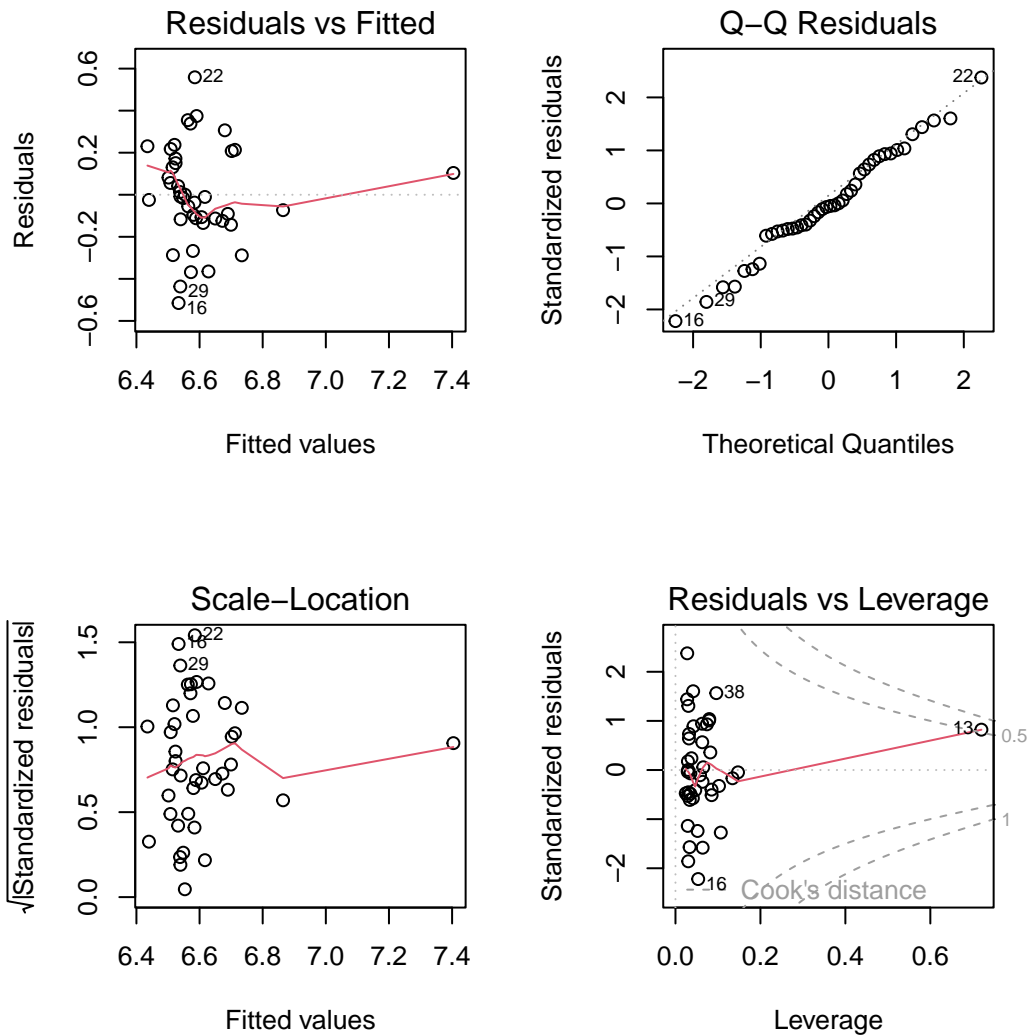 Residuals vs Fitted
Residuals
−0.6 −0.2 0.2 0.6
22
29
16
6.4 6.6 6.8 7.0 7.2 7.4
Fitted values
Q−Q Residuals
Standardized residuals
−2 −1 0 1 2
22
29
16
−2 −1 0 1 2
Theoretical Quantiles
Scale−Location
√|Standardized residuals|
0.0 0.5 1.0 1.5
22
16
29
6.4 6.6 6.8 7.0 7.2 7.4
Fitted values
Residuals vs Leverage
Standardized residuals
−2 −1 0 1 2
38
13
0.5
1
16
Cook's distance
0.0 0.2 0.4 0.6
Leverage